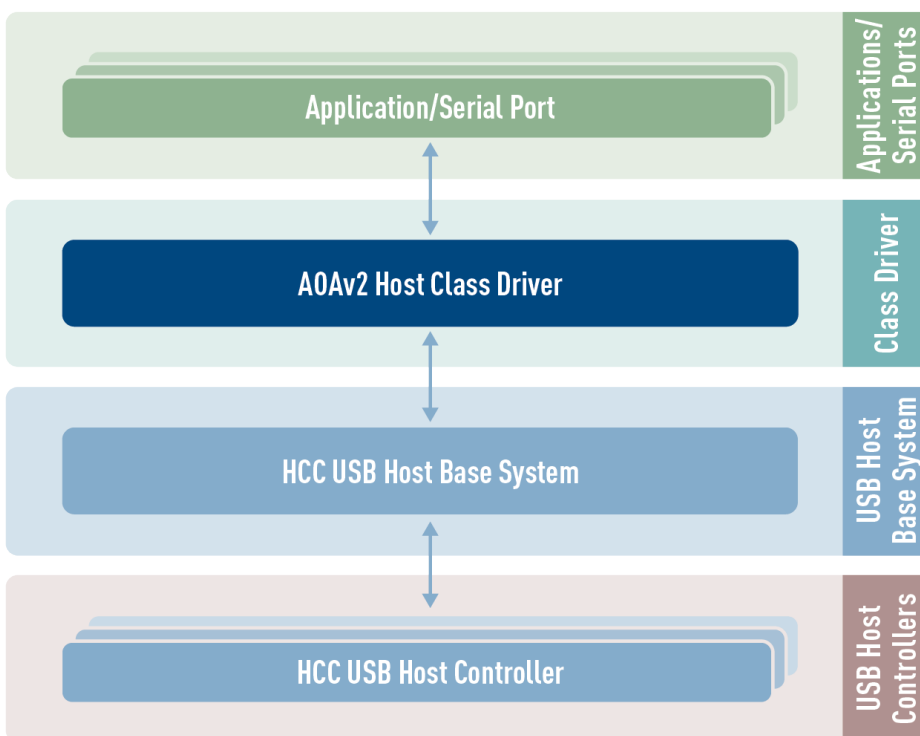 Application/Serial Port
Applications/
Serial Ports
AOAv2 Host Class Driver
Class Driver
HCC USB Host Base System
USB Host
Base System
HCC USB Host Controller
USB Host
Controllers